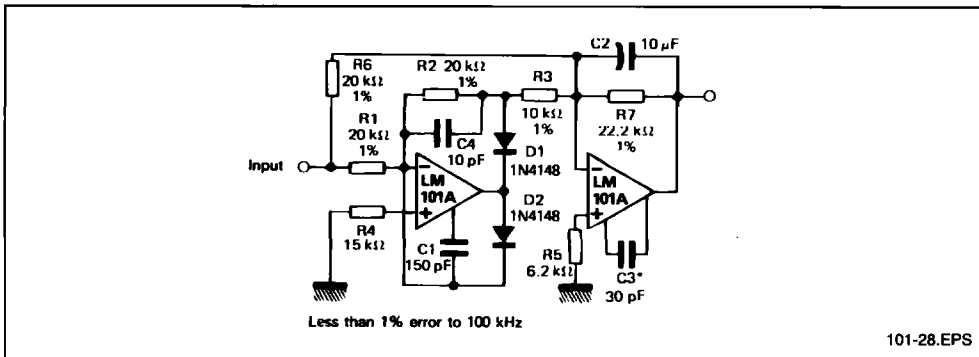 C2
10 µF
R6
20 kΩ
1%
R2
20 kΩ
1%
R3
10 kΩ
1%
R7
22.2 kΩ
1%
R1
20 kΩ
1%
C4
10 pF
D1
1N4148
Input
LM
101A
D2
1N4148
LM
101A
R4
15 kΩ
C1
150 pF
R5
6.2 kΩ
C3*
30 pF
Less than 1% error to 100 kHz
101-28.EPS